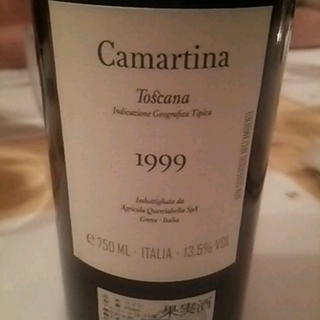 Camartina
Toscana
Indicazione Geografica Tipica
1999
Imbottigliato da
Agricola Querciabella SpA
Greve - Italia
e 750 ML · ITALIA · 13.5% VOL
果実酒